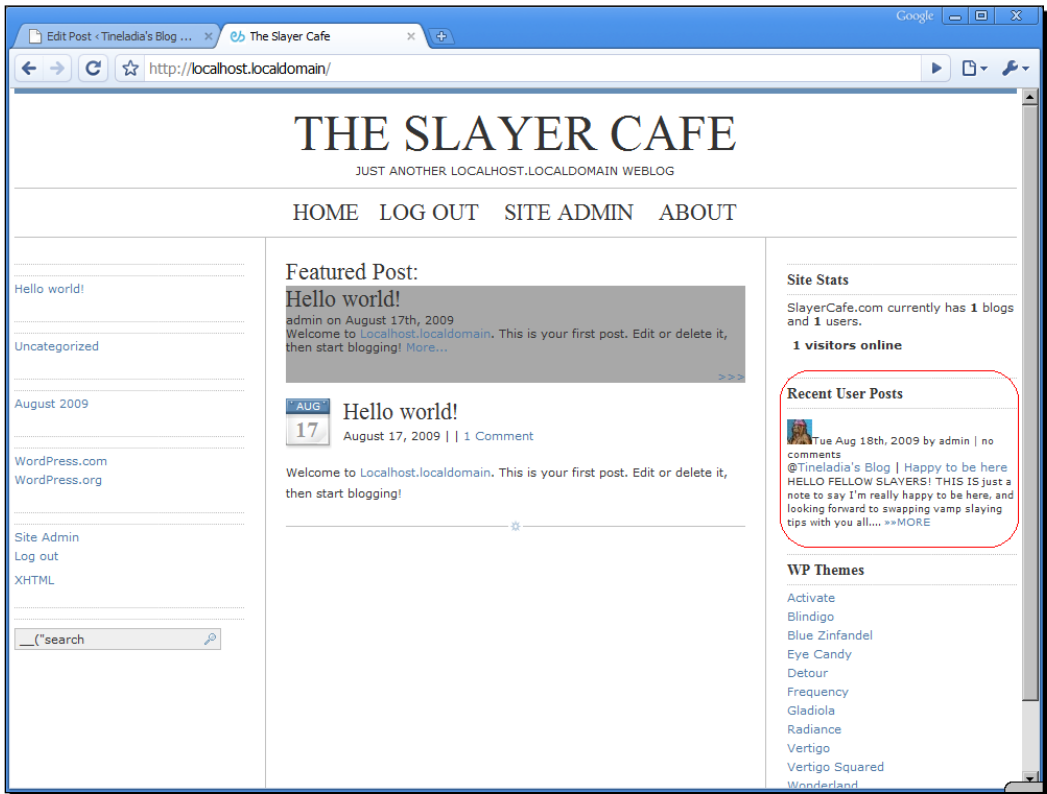 Google
Edit Post ‹ Tineladia's Blog ...
The Slayer Cafe
http://localhost.localdomain/
THE SLAYER CAFE
JUST ANOTHER LOCALHOST.LOCALDOMAIN WEBLOG
HOME LOG OUT SITE ADMIN ABOUT
Hello world!
Uncategorized
August 2009
WordPress.com
WordPress.org
Site Admin
Log out
XHTML
__("search
Featured Post:
Hello world!
admin on August 17th, 2009
Welcome to Localhost.localdomain. This is your first post. Edit or delete it,
then start blogging! More...
>>>
AUG
17
Hello world!
August 17, 2009 | | 1 Comment
Welcome to Localhost.localdomain. This is your first post. Edit or delete it,
then start blogging!
Site Stats
SlayerCafe.com currently has 1 blogs
and 1 users.
1 visitors online
Recent User Posts
Tue Aug 18th, 2009 by admin | no
comments
@Tineladia's Blog | Happy to be here
HELLO FELLOW SLAYERS! THIS IS just a
note to say I'm really happy to be here, and
looking forward to swapping vamp slaying
tips with you all.... »»MORE
WP Themes
Activate
Blindigo
Blue Zinfandel
Eye Candy
Detour
Frequency
Gladiola
Radiance
Vertigo
Vertigo Squared
Wonderland